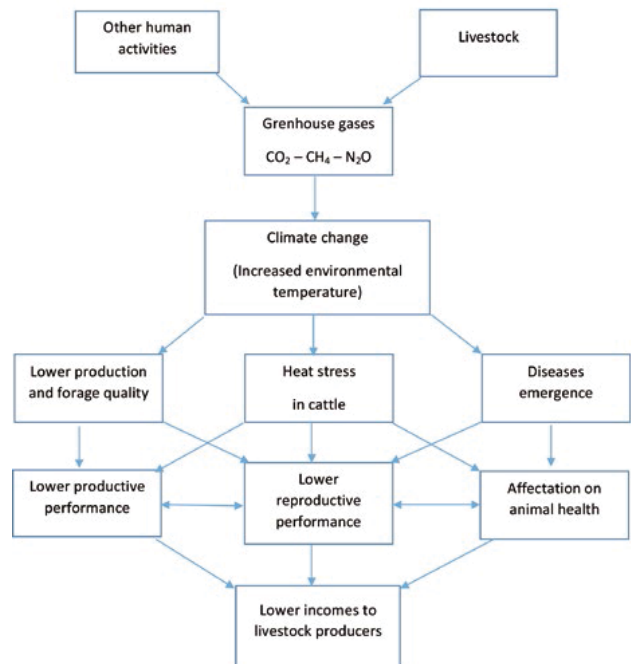 Other human
activities
Livestock
Grenhouse gases
CO₂ – CH₄ – N₂O
Climate change
(Increased environmental
temperature)
Lower production
and forage quality
Heat stress
in cattle
Diseases
emergence
Lower productive
performance
Lower
reproductive
performance
Affectation on
animal health
Lower incomes to
livestock producers